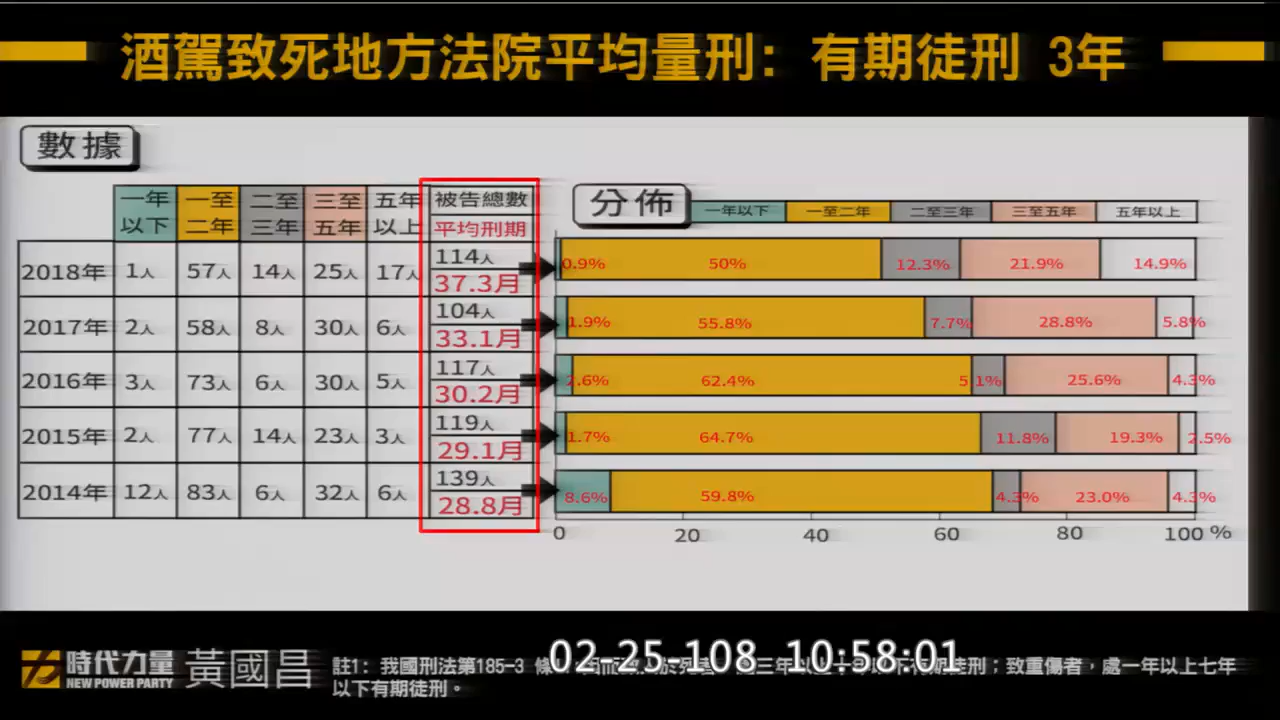 酒駕致死地方法院平均量刑：有期徒刑 3年
數據
一年以下 一至二年 二至三年 三至五年 五年以上 被告總數 平均刑期
2018年 1人 57人 14人 25人 17人 114人 37.3月
2017年 2人 58人 8人 30人 6人 104人 33.1月
2016年 3人 73人 6人 30人 5人 117人 30.2月
2015年 2人 77人 14人 23人 3人 119人 29.1月
2014年 12人 83人 6人 32人 6人 139人 28.8月
分佈
一年以下 一至二年 二至三年 三至五年 五年以上
0.9% 50% 12.3% 21.9% 14.9%
1.9% 55.8% 7.7% 28.8% 5.8%
2.6% 62.4% 5.1% 25.6% 4.3%
1.7% 64.7% 11.8% 19.3% 2.5%
8.6% 59.8% 4.3% 23.0% 4.3%
0 20 40 60 80 100 %
時代力量
NEW POWER PARTY
黃國昌
02-25-108 10:58:01
註1：我國刑法第185-3 條 徒刑；致重傷者，處一年以上七年
以下有期徒刑。